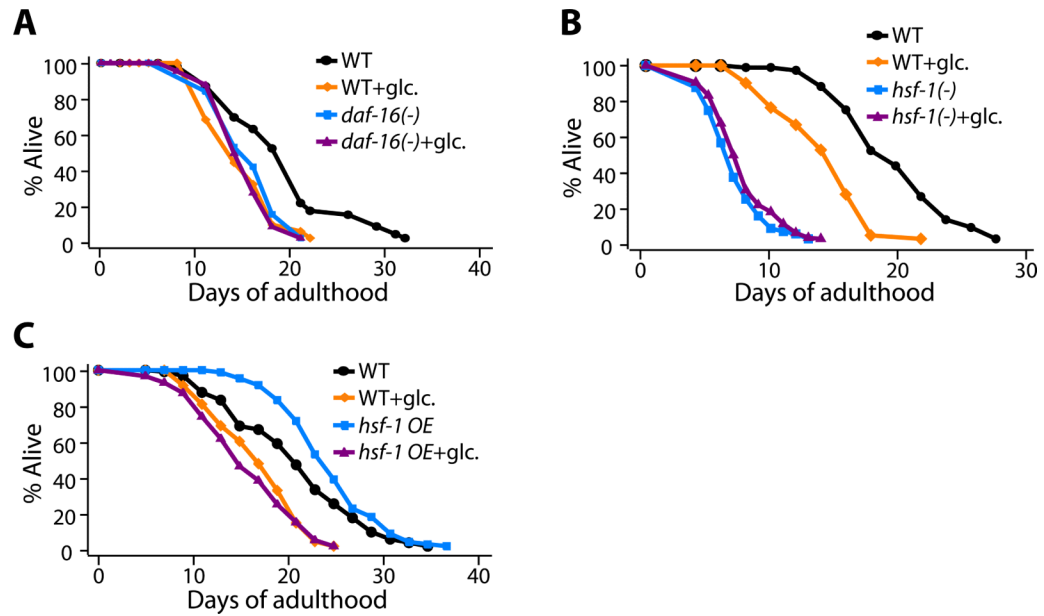 A
WT
WT+glc.
daf-16(-)
daf-16(-)+glc.
100
80
60
40
20
0
% Alive
0 10 20 30 40
Days of adulthood
B
WT
WT+glc.
hsf-1(-)
hsf-1(-)+glc.
100
80
60
40
20
0
% Alive
0 10 20 30
Days of adulthood
C
WT
WT+glc.
hsf-1 OE
hsf-1 OE+glc.
100
80
60
40
20
0
% Alive
0 10 20 30 40
Days of adulthood